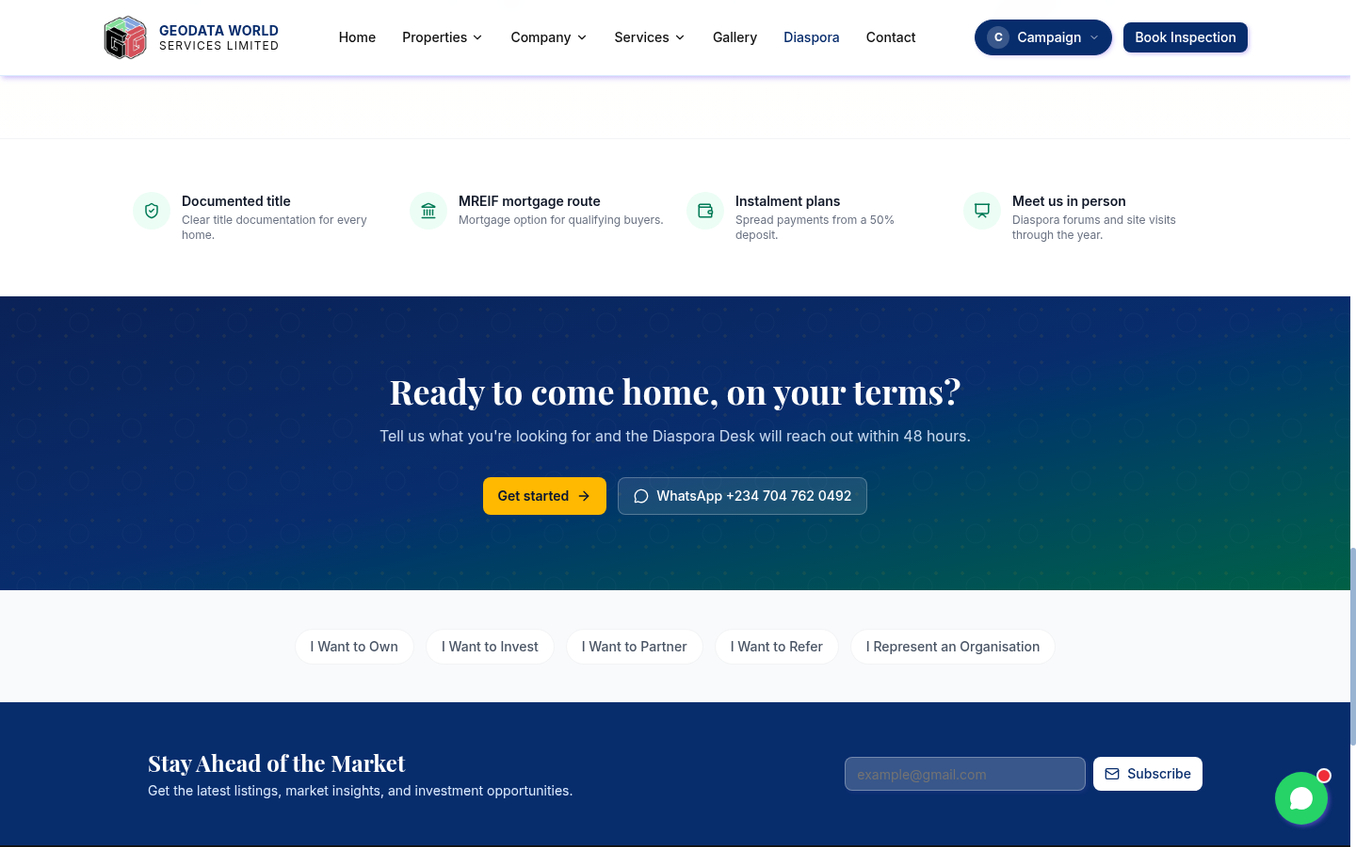 GEODATA WORLD
SERVICES LIMITED
Home
Properties
Company
Services
Gallery
Diaspora
Contact
C
Campaign
Book Inspection
Documented title
Clear title documentation for every
home.
MREIF mortgage route
Mortgage option for qualifying buyers.
Instalment plans
Spread payments from a 50%
deposit.
Meet us in person
Diaspora forums and site visits
through the year.
Ready to come home, on your terms?
Tell us what you're looking for and the Diaspora Desk will reach out within 48 hours.
Get started
WhatsApp +234 704 762 0492
I Want to Own
I Want to Invest
I Want to Partner
I Want to Refer
I Represent an Organisation
Stay Ahead of the Market
Get the latest listings, market insights, and investment opportunities.
example@gmail.com
Subscribe